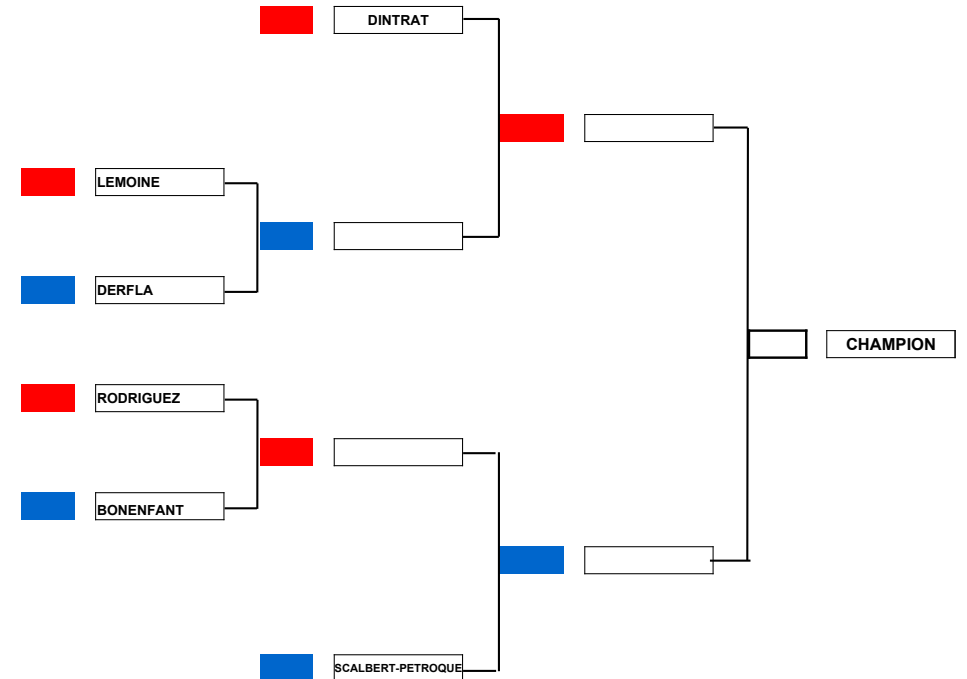 DINTRAT
LEMOINE
DERFLA
CHAMPION
RODRIGUEZ
BONENFANT
SCALBERT-PETROQUE